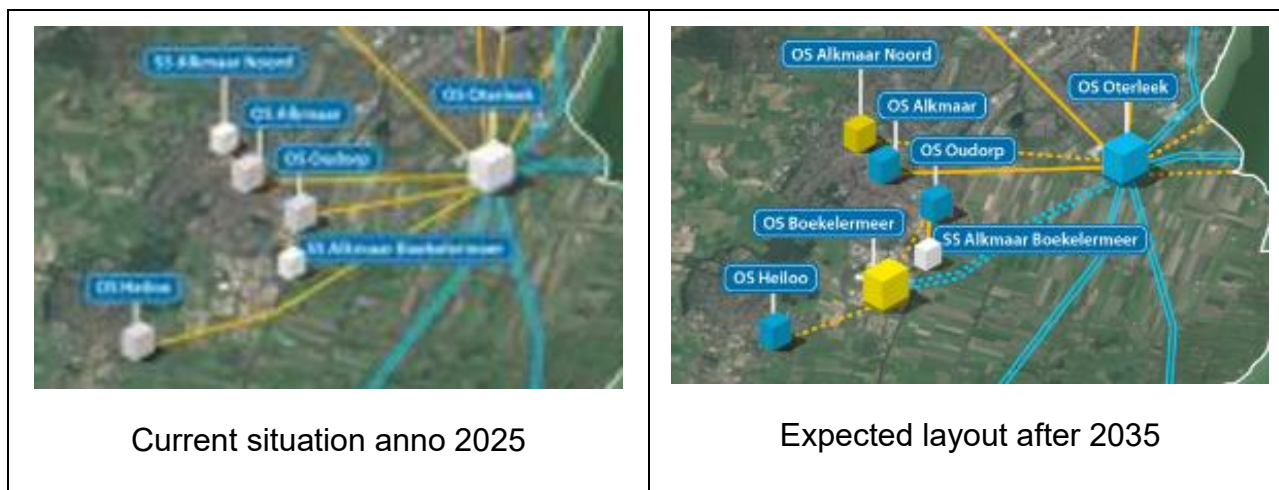 SS Alkmaar Noord
OS Alkmaar
OS Oterleek
OS Oudorp
SS Alkmaar Boekelermeer
OS Heiloo
Current situation anno 2025
OS Alkmaar Noord
OS Oterleek
OS Alkmaar
OS Oudorp
OS Boekelermeer
SS Alkmaar Boekelermeer
OS Heiloo
Expected layout after 2035